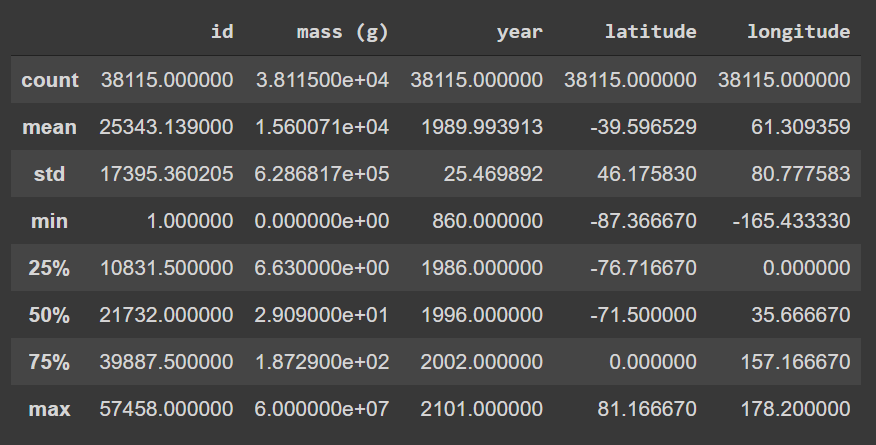 id mass (g) year latitude longitude
count 38115.000000 3.811500e+04 38115.000000 38115.000000 38115.000000
mean 25343.139000 1.560071e+04 1989.993913 -39.596529 61.309359
std 17395.360205 6.286817e+05 25.469892 46.175830 80.777583
min 1.000000 0.000000e+00 860.000000 -87.366670 -165.433330
25% 10831.500000 6.630000e+00 1986.000000 -76.716670 0.000000
50% 21732.000000 2.909000e+01 1996.000000 -71.500000 35.666670
75% 39887.500000 1.872900e+02 2002.000000 0.000000 157.166670
max 57458.000000 6.000000e+07 2101.000000 81.166670 178.200000